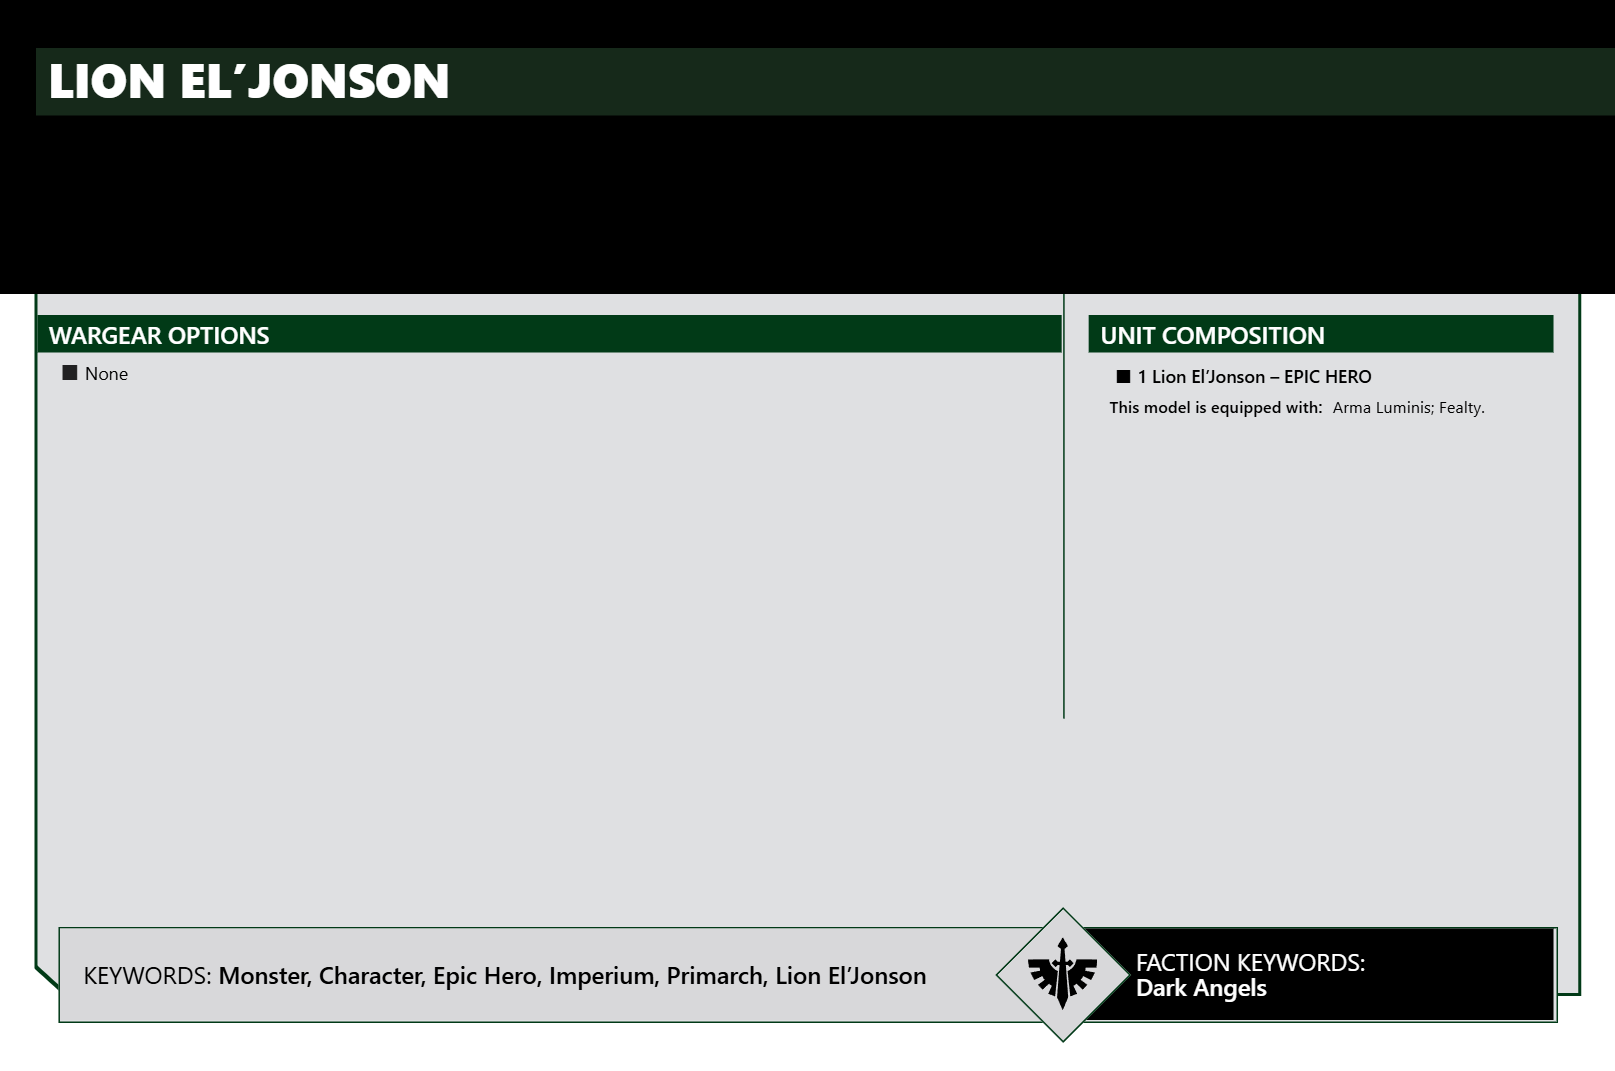 LION EL’JONSON
WARGEAR OPTIONS
■ None
UNIT COMPOSITION
■ 1 Lion El’Jonson – EPIC HERO
This model is equipped with: Arma Luminis; Fealty.
KEYWORDS: Monster, Character, Epic Hero, Imperium, Primarch, Lion El’Jonson
FACTION KEYWORDS:
Dark Angels